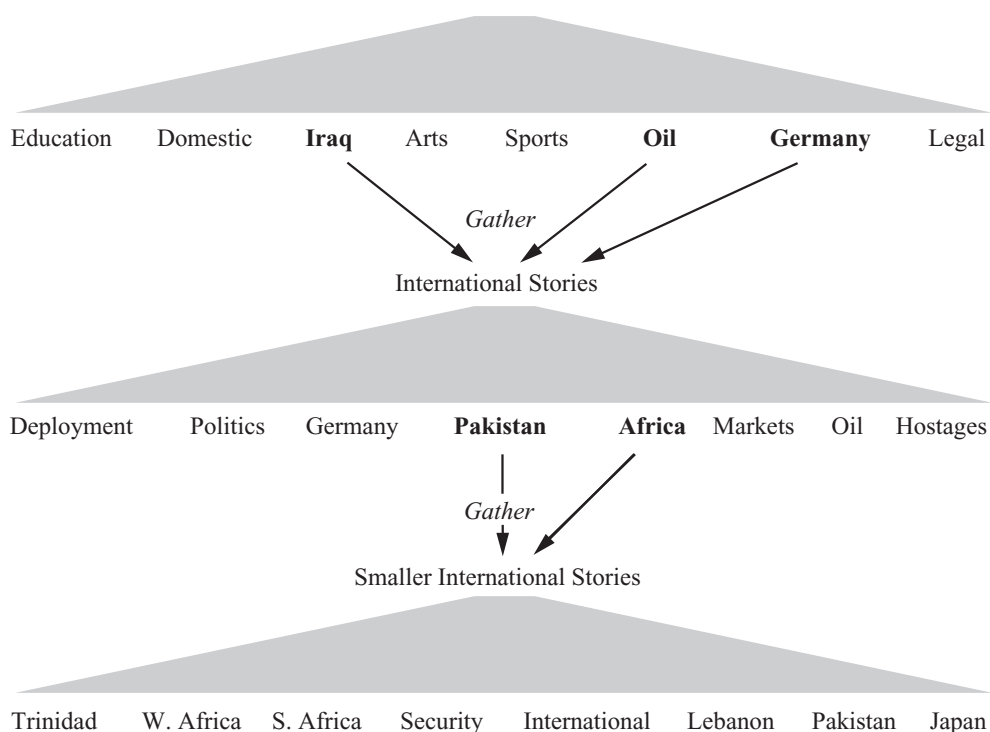 Education Domestic Iraq Arts Sports Oil Germany Legal
Gather
International Stories
Deployment Politics Germany Pakistan Africa Markets Oil Hostages
Gather
Smaller International Stories
Trinidad W. Africa S. Africa Security International Lebanon Pakistan Japan